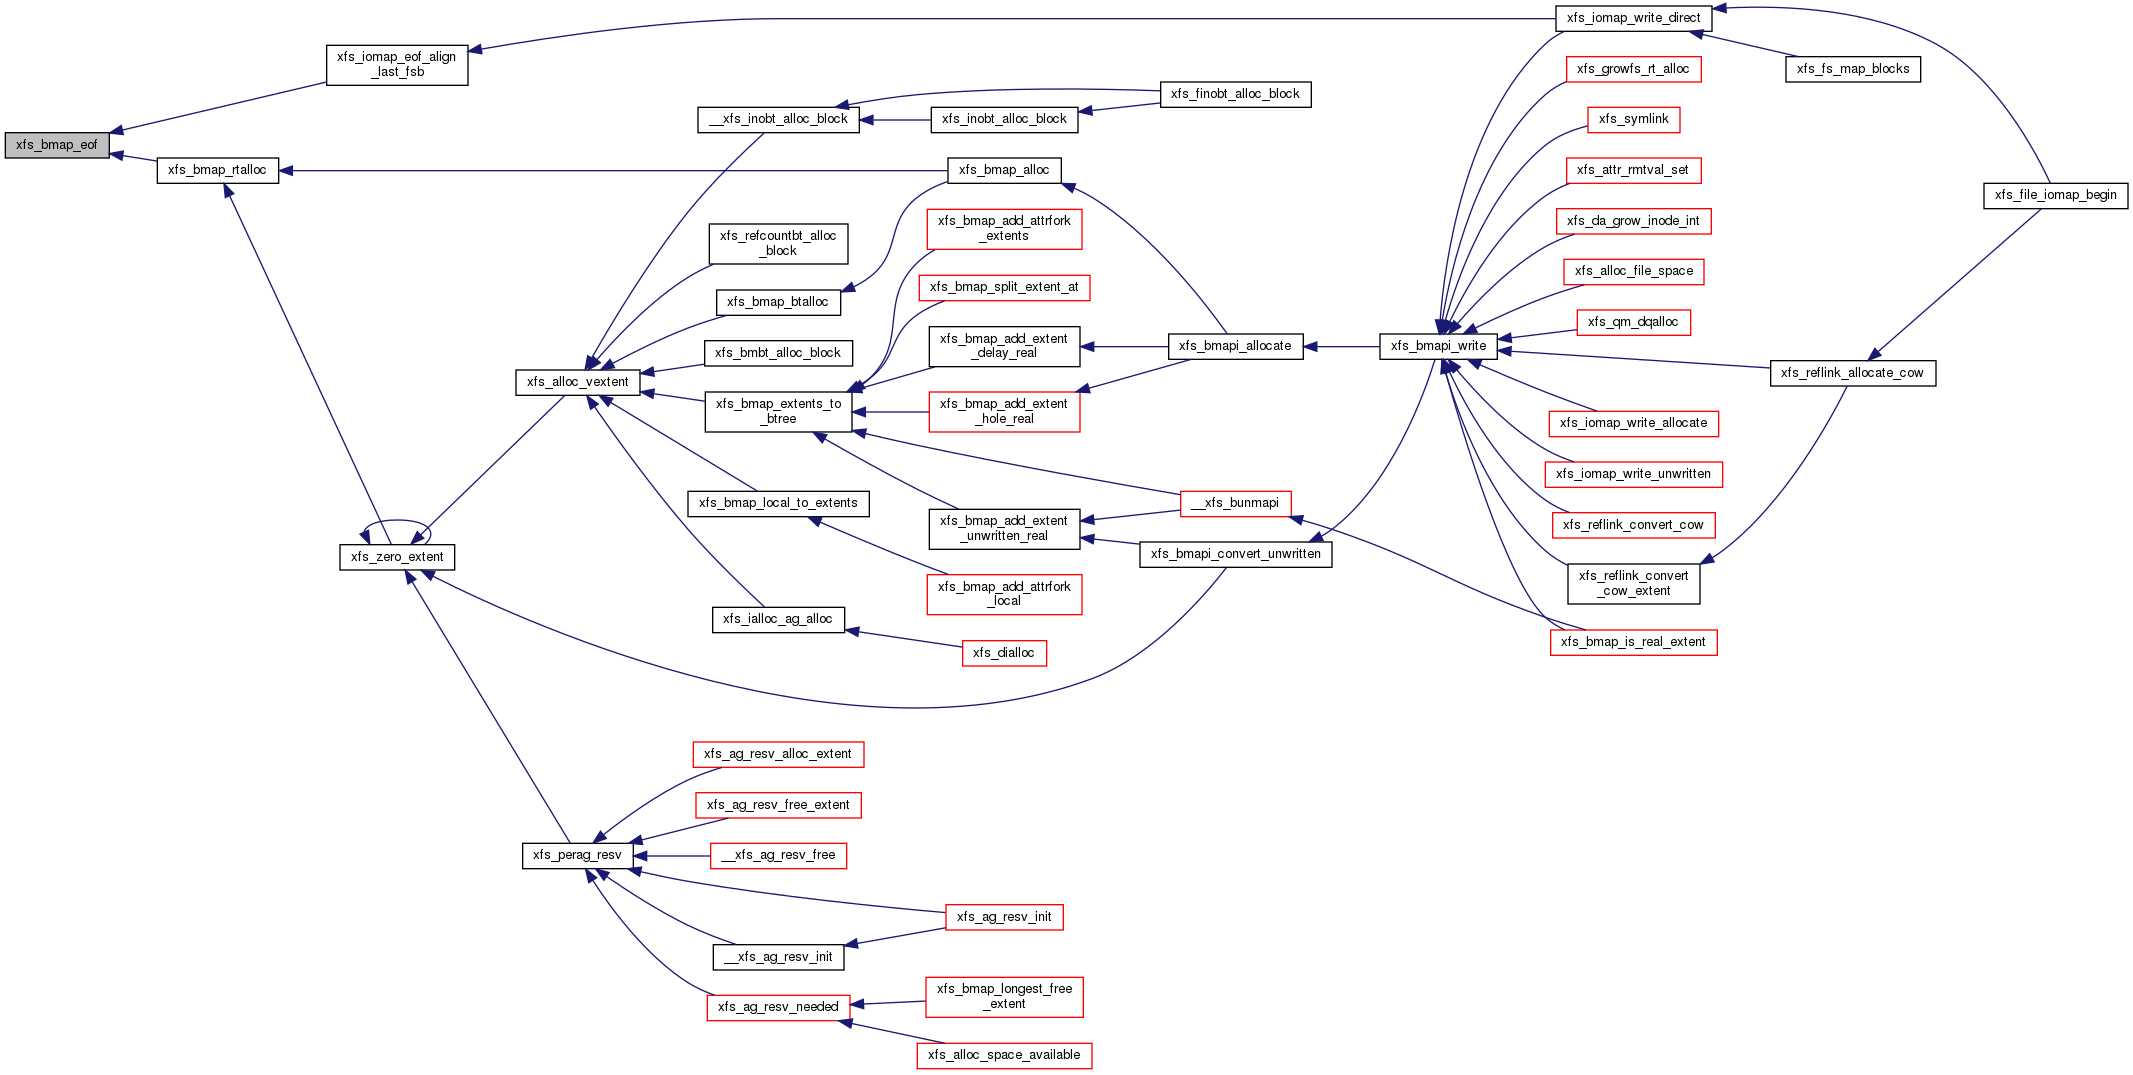 xfs_bmap_eof
xfs_iomap_eof_align
_last_fsb
xfs_bmap_rtalloc
xfs_zero_extent
xfs_alloc_vextent
xfs_perag_resv
__xfs_inobt_alloc_block
xfs_refcountbt_alloc
_block
xfs_bmap_btalloc
xfs_bmbt_alloc_block
xfs_bmap_extents_to
_btree
xfs_bmap_local_to_extents
xfs_ialloc_ag_alloc
xfs_ag_resv_alloc_extent
xfs_ag_resv_free_extent
__xfs_ag_resv_free
__xfs_ag_resv_init
xfs_ag_resv_needed
xfs_inobt_alloc_block
xfs_bmap_alloc
xfs_bmap_add_attrfork
_extents
xfs_bmap_split_extent_at
xfs_bmap_add_extent
_delay_real
xfs_bmap_add_extent
_hole_real
xfs_bmap_add_extent
_unwritten_real
xfs_bmap_add_attrfork
_local
xfs_dialloc
xfs_ag_resv_init
xfs_bmap_longest_free
_extent
xfs_alloc_space_available
xfs_finobt_alloc_block
xfs_bmapi_allocate
__xfs_bunmapi
xfs_bmapi_convert_unwritten
xfs_bmapi_write
xfs_iomap_write_direct
xfs_growfs_rt_alloc
xfs_symlink
xfs_attr_rmtval_set
xfs_da_grow_inode_int
xfs_alloc_file_space
xfs_qm_dqalloc
xfs_iomap_write_allocate
xfs_iomap_write_unwritten
xfs_reflink_convert_cow
xfs_reflink_convert
_cow_extent
xfs_bmap_is_real_extent
xfs_fs_map_blocks
xfs_reflink_allocate_cow
xfs_file_iomap_begin